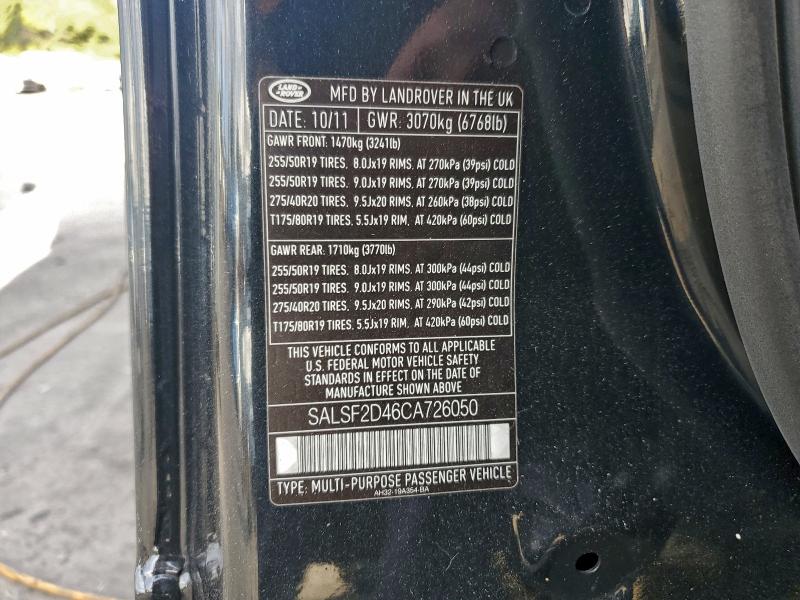 LAND ROVER
MFD BY LANDROVER IN THE UK
DATE: 10/11 GWR: 3070kg (6768lb)
GAWR FRONT: 1470kg (3241lb)
255/50R19 TIRES, 8.0Jx19 RIMS, AT 270kPa (39psi) COLD
255/50R19 TIRES, 9.0Jx19 RIMS, AT 270kPa (39psi) COLD
275/40R20 TIRES, 9.5Jx20 RIMS, AT 260kPa (38psi) COLD
T175/80R19 TIRES, 5.5Jx19 RIM, AT 420kPa (60psi) COLD
GAWR REAR: 1710kg (3770lb)
255/50R19 TIRES, 8.0Jx19 RIMS, AT 300kPa (44psi) COLD
255/50R19 TIRES, 9.0Jx19 RIMS, AT 300kPa (44psi) COLD
275/40R20 TIRES, 9.5Jx20 RIMS, AT 290kPa (42psi) COLD
T175/80R19 TIRES, 5.5Jx19 RIM, AT 420kPa (60psi) COLD
THIS VEHICLE CONFORMS TO ALL APPLICABLE
U.S. FEDERAL MOTOR VEHICLE SAFETY
STANDARDS IN EFFECT ON THE DATE OF
MANUFACTURE SHOWN ABOVE
SALSF2D46CA726050
TYPE: MULTI-PURPOSE PASSENGER VEHICLE
AH32-19A354-BA